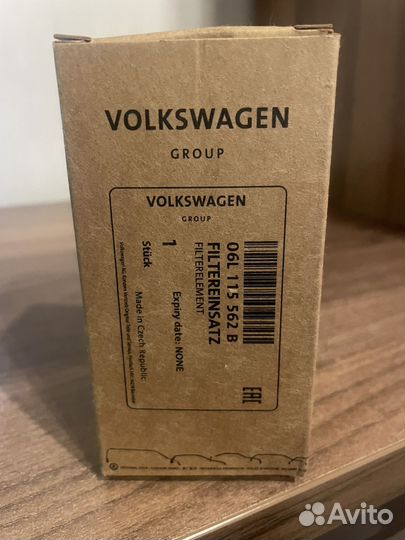 VOLKSWAGEN
GROUP
VOLKSWAGEN
GROUP
06L 115 562 B
FILTEREINSATZ
FILTERELEMENT
Expiry date: NONE
1
Stück
Made in Czech Republic
EAC
Avito